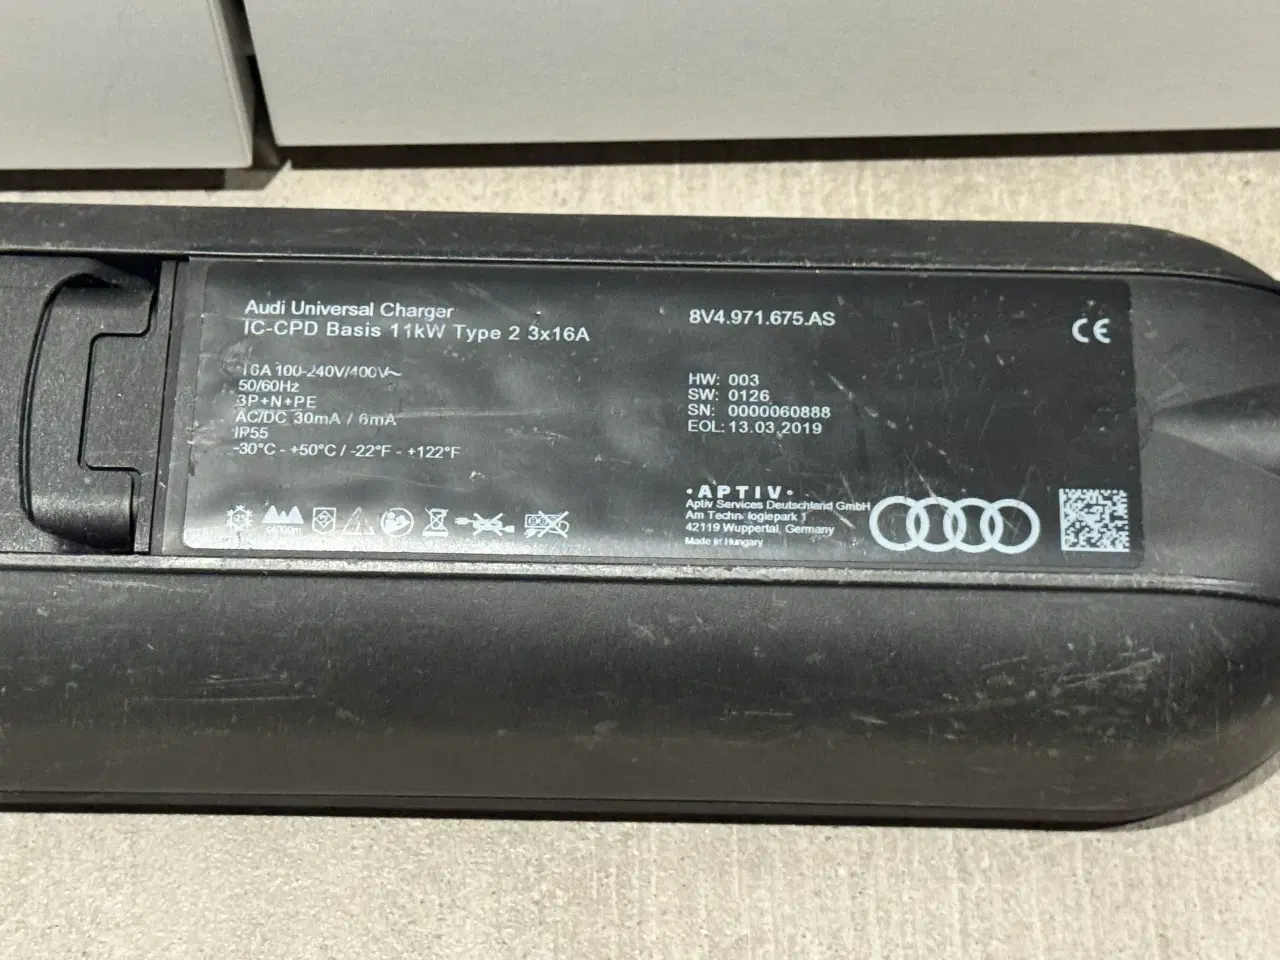 Audi Universal Charger
IC-CPD Basis 11kW Type 2 3x16A
16A 100-240V/400V~
50/60Hz
3P+N+PE
AC/DC 30mA / 6mA
IP55
-30°C - +50°C / -22°F - +122°F
≤4000m
8V4.971.675.AS
CE
HW: 003
SW: 0126
SN: 0000060888
EOL: 13.03.2019
• A P T I V •
Aptiv Services Deutschland GmbH
Am Technologiepark 1
42119 Wuppertal, Germany
Made in Hungary